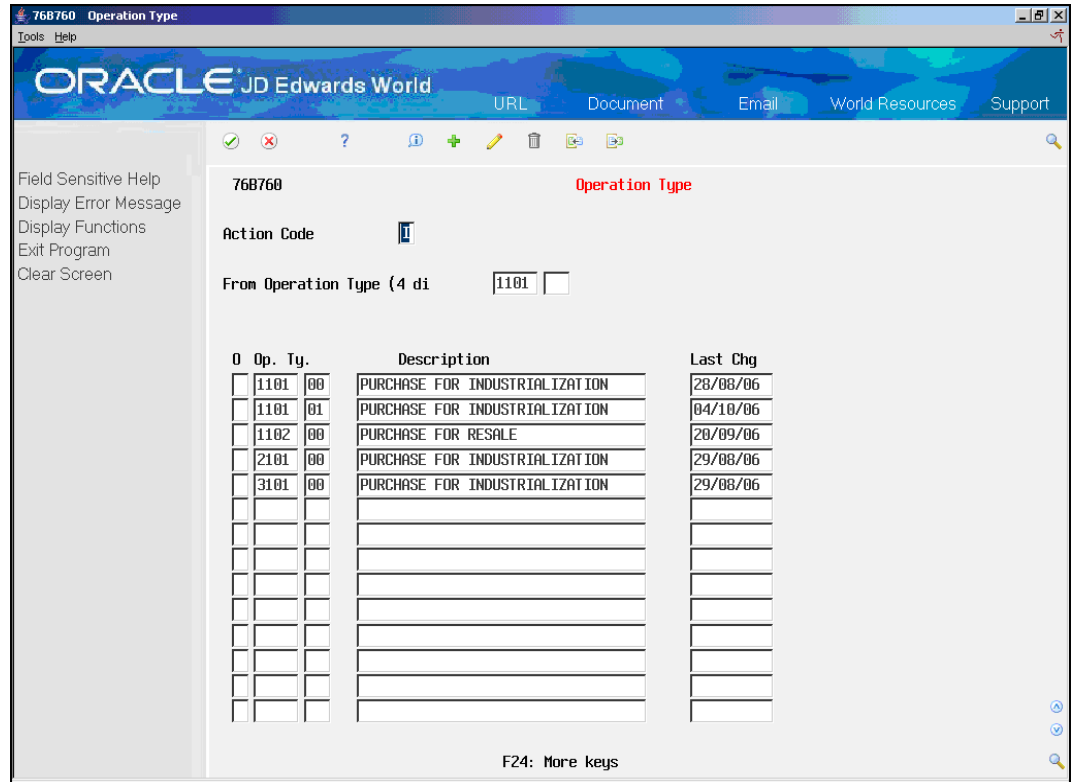 76B760 Operation Type
Tools Help
ORACLE JD Edwards World
URL Document Email World Resources Support
Field Sensitive Help
Display Error Message
Display Functions
Exit Program
Clear Screen
76B760 Operation Type
Action Code I
From Operation Type (4 di 1101
O Op. Ty. Description Last Chg
1101 00 PURCHASE FOR INDUSTRIALIZATION 28/08/06
1101 01 PURCHASE FOR INDUSTRIALIZATION 04/10/06
1102 00 PURCHASE FOR RESALE 20/09/06
2101 00 PURCHASE FOR INDUSTRIALIZATION 29/08/06
3101 00 PURCHASE FOR INDUSTRIALIZATION 29/08/06
F24: More keys